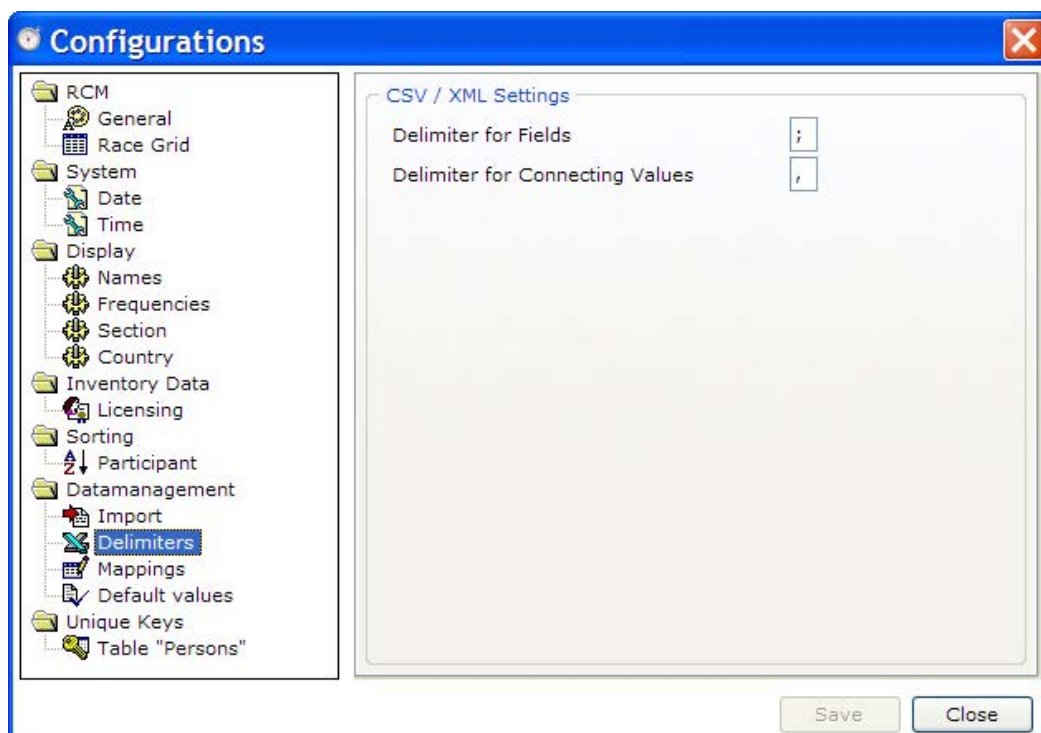 Configurations
RCM
General
Race Grid
System
Date
Time
Display
Names
Frequencies
Section
Country
Inventory Data
Licensing
Sorting
Participant
Datamanagement
Import
Delimiters
Mappings
Default values
Unique Keys
Table "Persons"
CSV / XML Settings
Delimiter for Fields ;
Delimiter for Connecting Values ,
Save Close